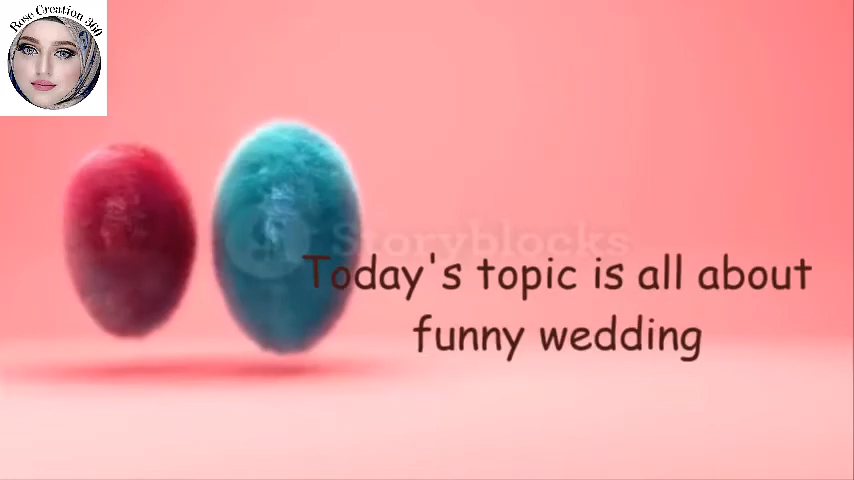 Rose Creation 360
Storyblocks
Today's topic is all about
funny wedding